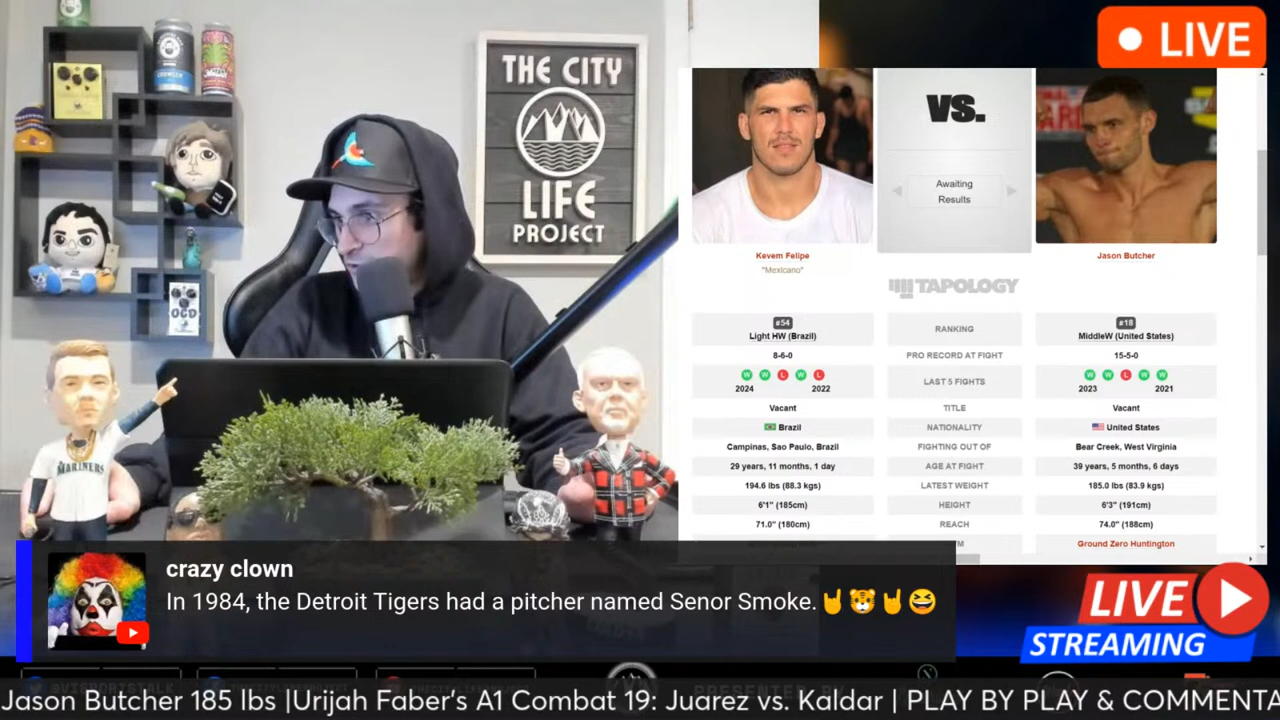 LIVE
THE CITY
LIFE
PROJECT
OCD
MARINERS
VS.
Awaiting
Results
Kevem Felipe
"Mexicano"
Jason Butcher
TAPOLOGY
#54
Light HW (Brazil)
RANKING
#18
MiddleW (United States)
8-6-0
PRO RECORD AT FIGHT
15-5-0
W W L W L
2024 2022
LAST 5 FIGHTS
W W L W W
2023 2021
Vacant
TITLE
Vacant
Brazil
NATIONALITY
United States
Campinas, Sao Paulo, Brazil
FIGHTING OUT OF
Bear Creek, West Virginia
29 years, 11 months, 1 day
AGE AT FIGHT
39 years, 5 months, 6 days
194.6 lbs (88.3 kgs)
LATEST WEIGHT
185.0 lbs (83.9 kgs)
6'1" (185cm)
HEIGHT
6'3" (191cm)
71.0" (180cm)
REACH
74.0" (188cm)
Ground Zero Huntington
crazy clown
In 1984, the Detroit Tigers had a pitcher named Senor Smoke.🤘🐯🤘😆
LIVE
STREAMING
Jason Butcher 185 lbs |Urijah Faber's A1 Combat 19: Juarez vs. Kaldar | PLAY BY PLAY & COMMENTA